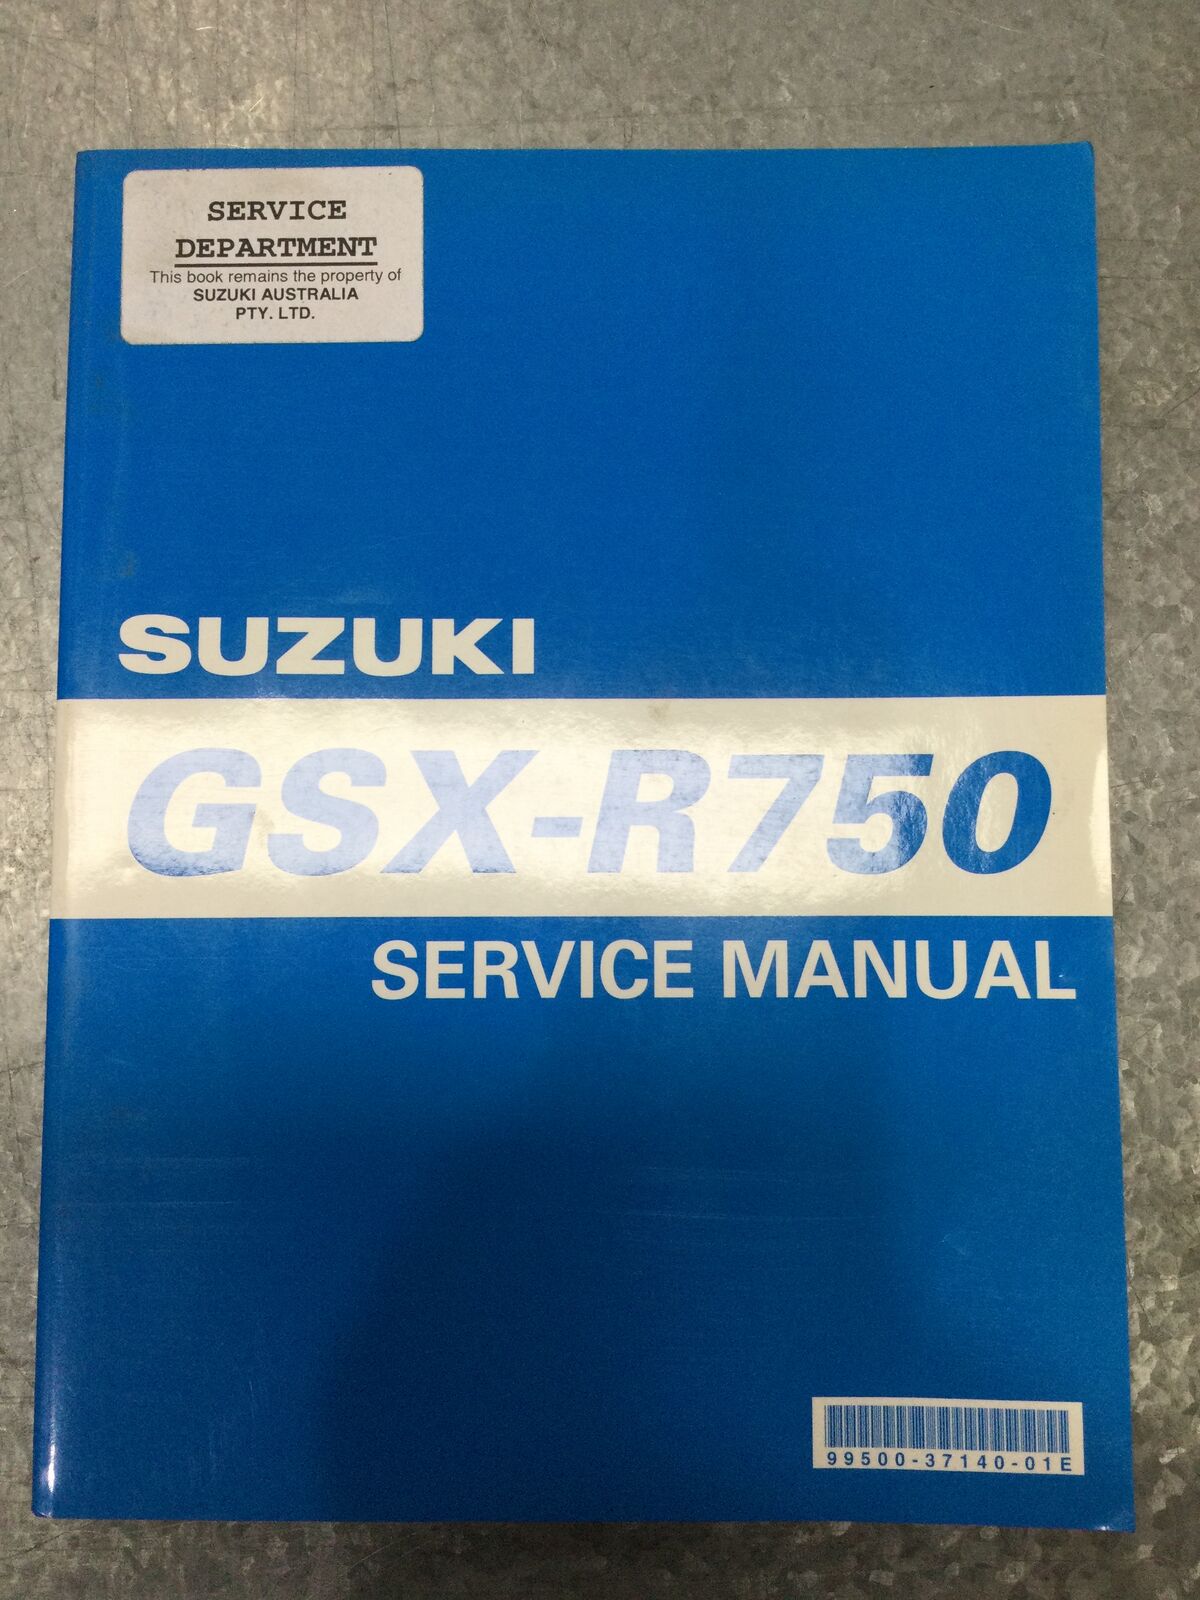 SERVICE
DEPARTMENT
This book remains the property of
SUZUKI AUSTRALIA
PTY. LTD.
SUZUKI
GSX-R750
SERVICE MANUAL
99500-37140-01E